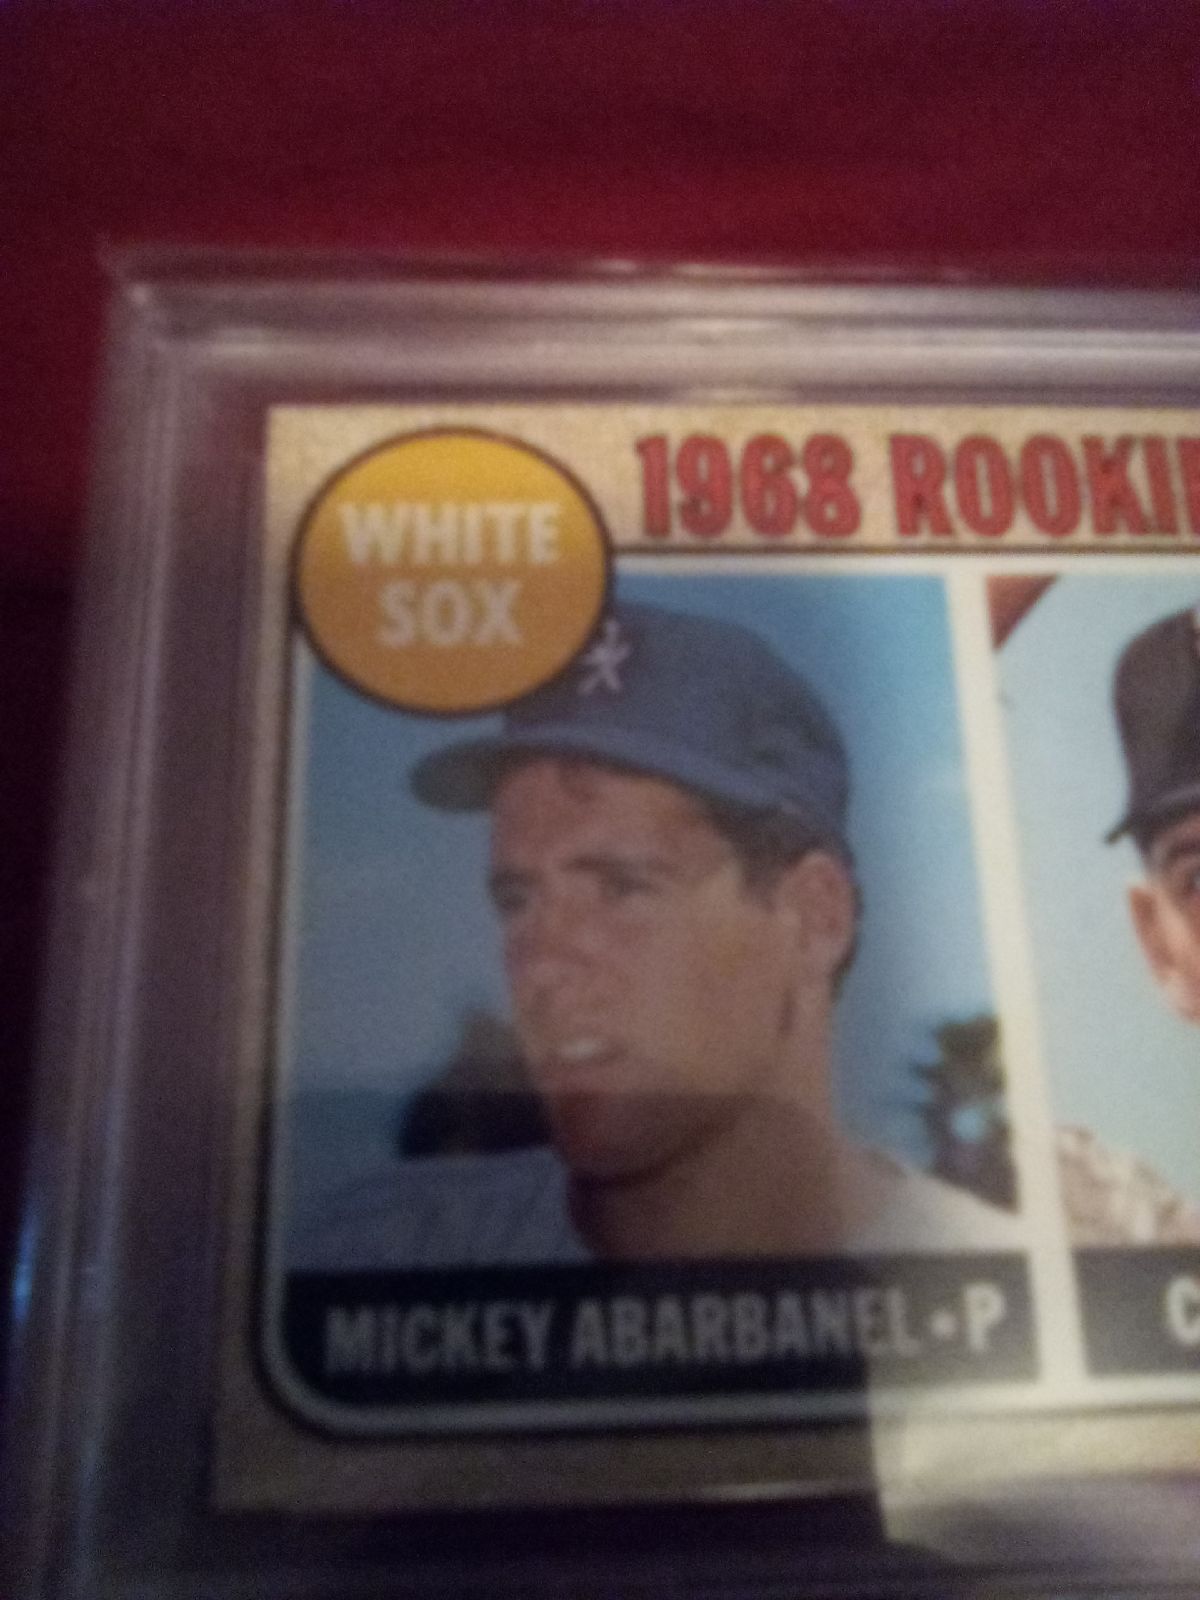 WHITE
SOX
1968 ROOKI
MICKEY ABARBANEL • P
C